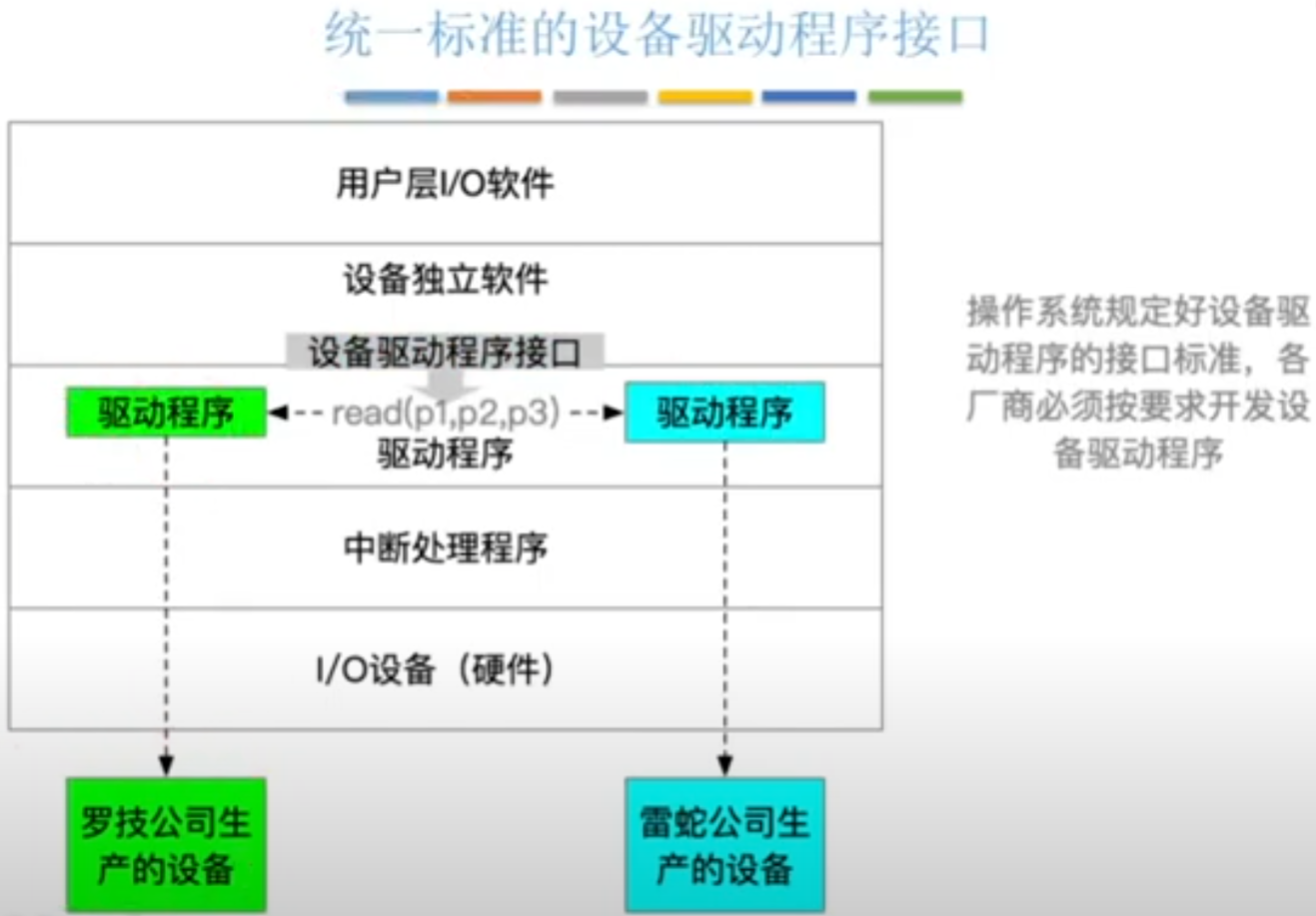 统一标准的设备驱动程序接口
用户层I/O软件
设备独立软件
设备驱动程序接口
驱动程序
read(p1,p2,p3)
驱动程序
驱动程序
中断处理程序
I/O设备（硬件）
罗技公司生
产的设备
雷蛇公司生
产的设备
操作系统规定好设备驱
动程序的接口标准，各
厂商必须按要求开发设
备驱动程序